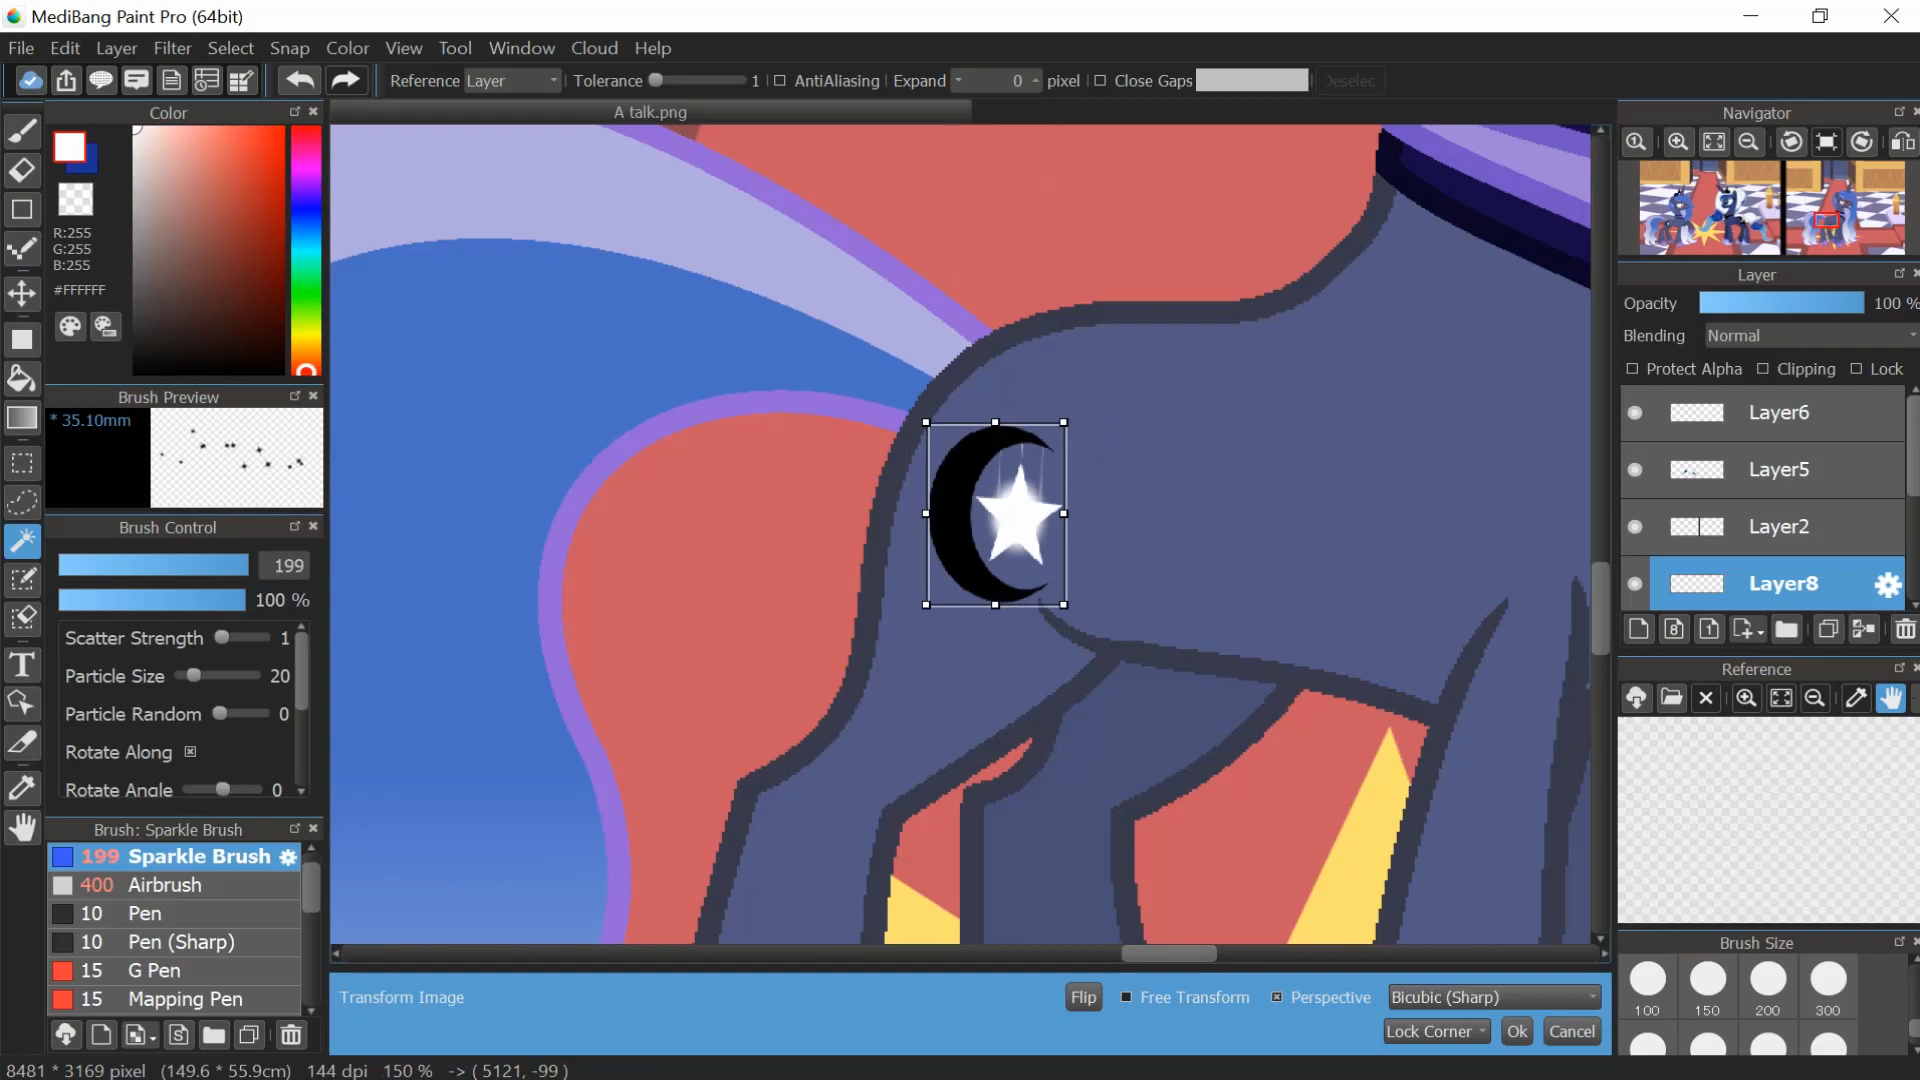 MediBang Paint Pro (64bit)
File Edit Layer Filter Select Snap Color View Tool Window Cloud Help
Reference Layer Tolerance 1 AntiAliasing Expand 0 pixel Close Gaps Deselec
Color
A talk.png
Navigator
R:255
G:255
B:255
#FFFFFF
Layer
Opacity 100 %
Blending Normal
Protect Alpha Clipping Lock
Brush Preview
* 35.10mm
Layer6
Layer5
Layer2
Layer8
Brush Control
199
100 %
Scatter Strength 1
Particle Size 20
Particle Random 0
Rotate Along
Rotate Angle 0
Reference
Brush: Sparkle Brush
199 Sparkle Brush
400 Airbrush
10 Pen
10 Pen (Sharp)
15 G Pen
15 Mapping Pen
Brush Size
100 150 200 300
Transform Image
Flip Free Transform Perspective Bicubic (Sharp)
Lock Corner Ok Cancel
8481 * 3169 pixel (149.6 * 55.9cm) 144 dpi 150 % -> ( 5121, -99 )